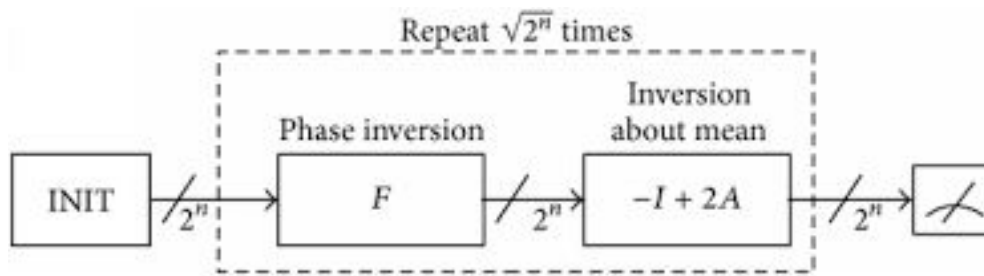 Repeat √2ⁿ times
Inversion
about mean
Phase inversion
INIT
2ⁿ
F
2ⁿ
−I + 2A
2ⁿ